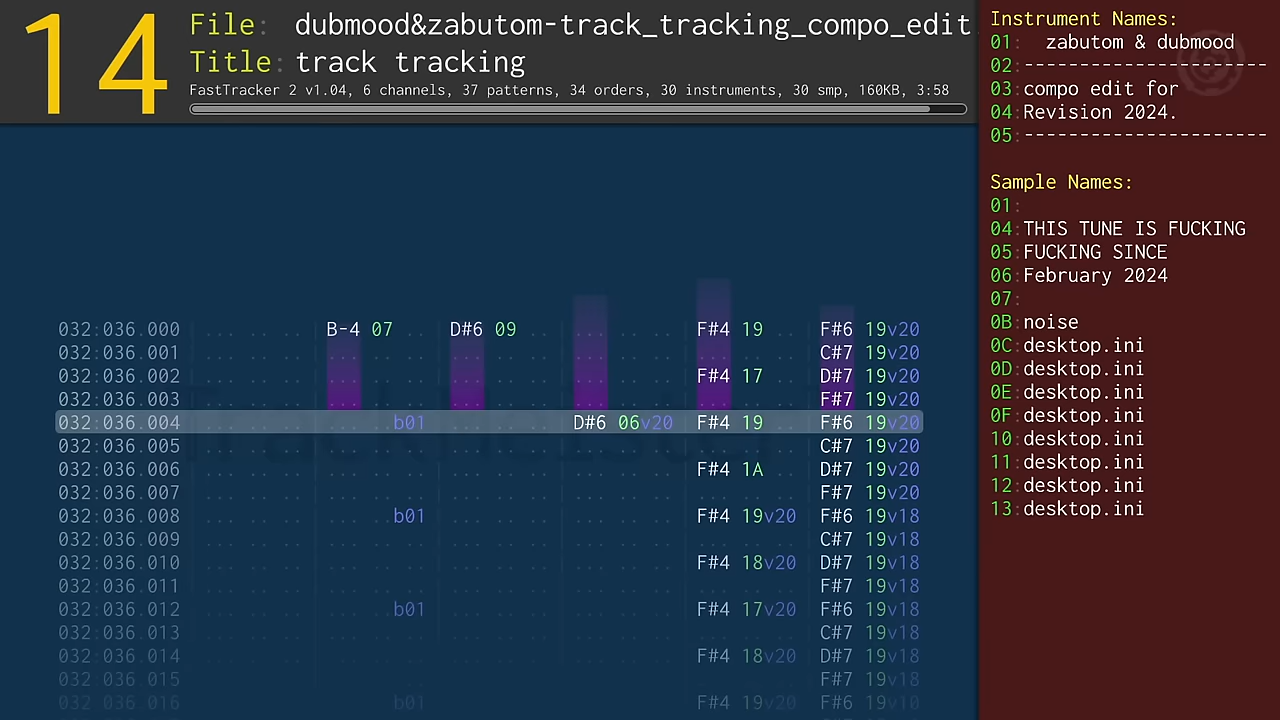 14
File: dubmood&zabutom-track_tracking_compo_edit
Title: track tracking
FastTracker 2 v1.04, 6 channels, 37 patterns, 34 orders, 30 instruments, 30 smp, 160KB, 3:58
032:036.000 B-4 07 D#6 09 F#4 19 F#6 19v20
032:036.001 C#7 19v20
032:036.002 F#4 17 D#7 19v20
032:036.003 F#7 19v20
032:036.004 b01 D#6 06v20 F#4 19 F#6 19v20
032:036.005 C#7 19v20
032:036.006 F#4 1A D#7 19v20
032:036.007 F#7 19v20
032:036.008 b01 F#4 19v20 F#6 19v18
032:036.009 C#7 19v18
032:036.010 F#4 18v20 D#7 19v18
032:036.011 F#7 19v18
032:036.012 b01 F#4 17v20 F#6 19v18
032:036.013 C#7 19v18
032:036.014 F#4 18v20 D#7 19v18
032:036.015 F#7 19v18
032:036.016 b01 F#4 19v20 F#6 19v10
Instrument Names:
01: zabutom & dubmood
02:----------------------
03:compo edit for
04:Revision 2024.
05:----------------------
Sample Names:
01:
04:THIS TUNE IS FUCKING
05:FUCKING SINCE
06:February 2024
07:
0B:noise
0C:desktop.ini
0D:desktop.ini
0E:desktop.ini
0F:desktop.ini
10:desktop.ini
11:desktop.ini
12:desktop.ini
13:desktop.ini